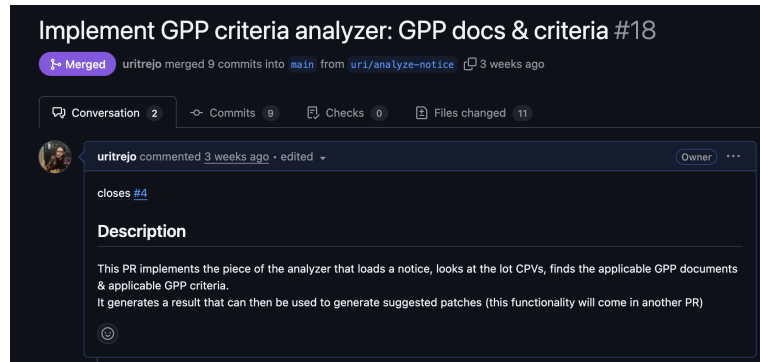 Implement GPP criteria analyzer: GPP docs & criteria #18
Merged uritrejo merged 9 commits into main from uri/analyze-notice 3 weeks ago
Conversation 2 Commits 9 Checks 0 Files changed 11
uritrejo commented 3 weeks ago • edited Owner ...
closes #4
Description
This PR implements the piece of the analyzer that loads a notice, looks at the lot CPVs, finds the applicable GPP documents
& applicable GPP criteria.
It generates a result that can then be used to generate suggested patches (this functionality will come in another PR)